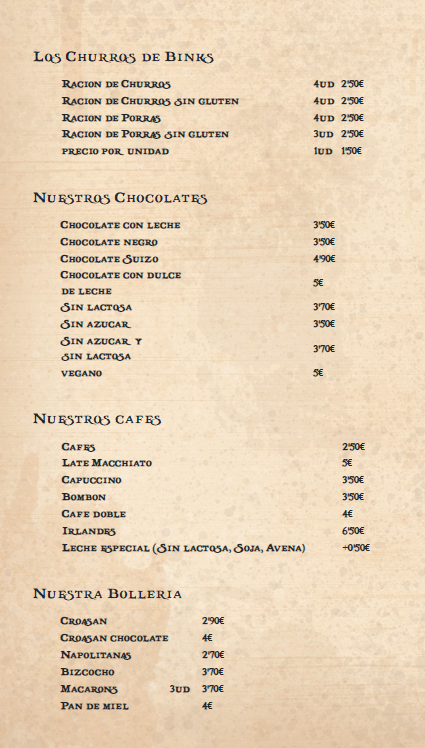 Los Churros de Binks
Racion de Churros 4ud 2'50€
Racion de Churros sin gluten 4ud 2'50€
Racion de Porras 4ud 2'50€
Racion de Porras sin gluten 3ud 2'50€
precio por unidad 1ud 1'50€
Nuestros Chocolates
Chocolate con leche 3'50€
Chocolate negro 3'50€
Chocolate Suizo 4'90€
Chocolate con dulce
de leche 5€
Sin lactosa 3'70€
Sin azucar 3'50€
Sin azucar y
sin lactosa 3'70€
vegano 5€
Nuestros cafes
Cafes 2'50€
Late Macchiato 5€
Capuccino 3'50€
Bombon 3'50€
Cafe doble 4€
Irlandes 6'50€
Leche especial (Sin lactosa, Soja, Avena) +0'50€
Nuestra Bolleria
Croasan 2'90€
Croasan chocolate 4€
Napolitanas 2'70€
Bizcocho 3'70€
Macarons 3ud 3'70€
Pan de miel 4€